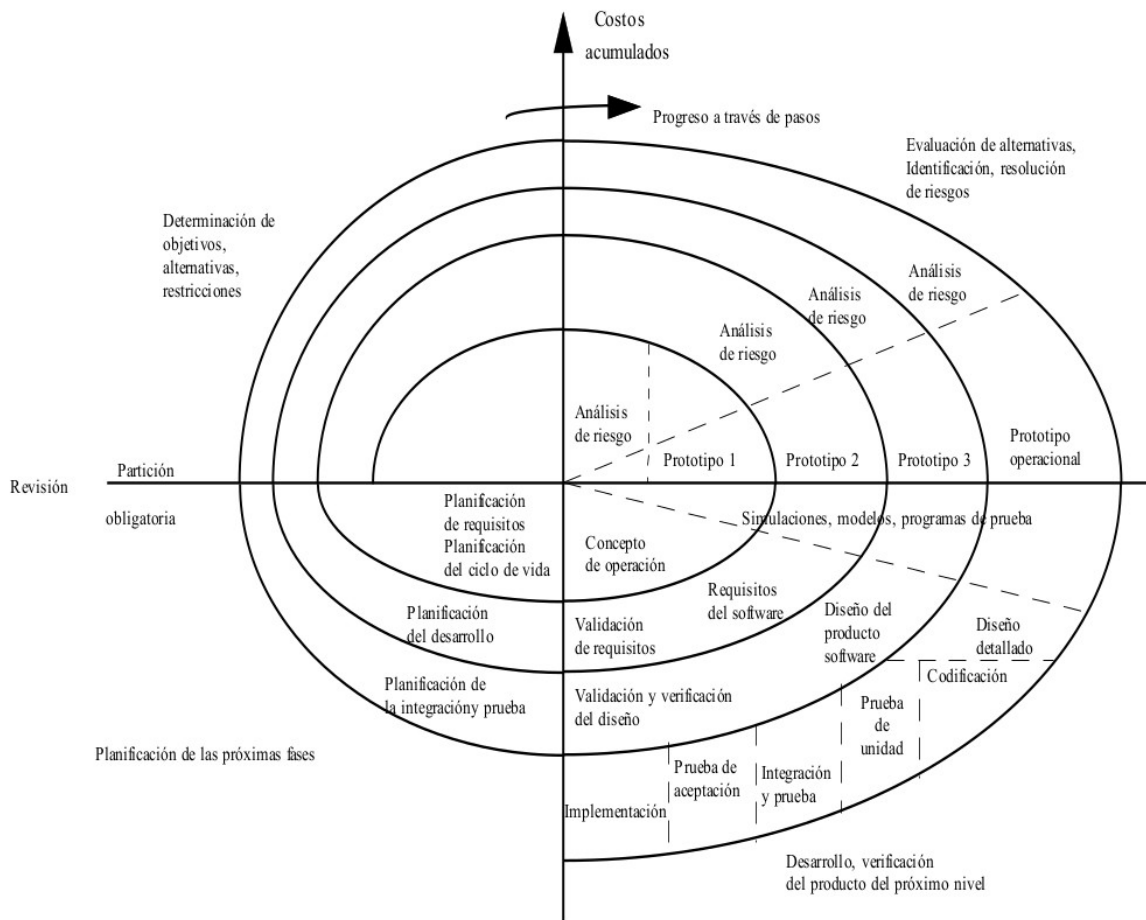 Costos
acumulados
Progreso a través de pasos
Evaluación de alternativas,
Identificación, resolución
de riesgos
Determinación de
objetivos,
alternativas,
restricciones
Análisis
de riesgo
Análisis
de riesgo
Análisis
de riesgo
Análisis
de riesgo
Prototipo 1
Prototipo 2
Prototipo 3
Prototipo
operacional
Revisión
Partición
obligatoria
Planificación
de requisitos
Planificación
del ciclo de vida
Concepto
de operación
Simulaciones, modelos, programas de prueba
Requisitos
del software
Planificación
del desarrollo
Validación
de requisitos
Diseño del
producto
software
Diseño
detallado
Codificación
Planificación de
la integracióny prueba
Validación y verificación
del diseño
Prueba
de
unidad
Planificación de las próximas fases
Prueba de
aceptación
Integración
y prueba
Implementación
Desarrollo, verificación
del producto del próximo nivel